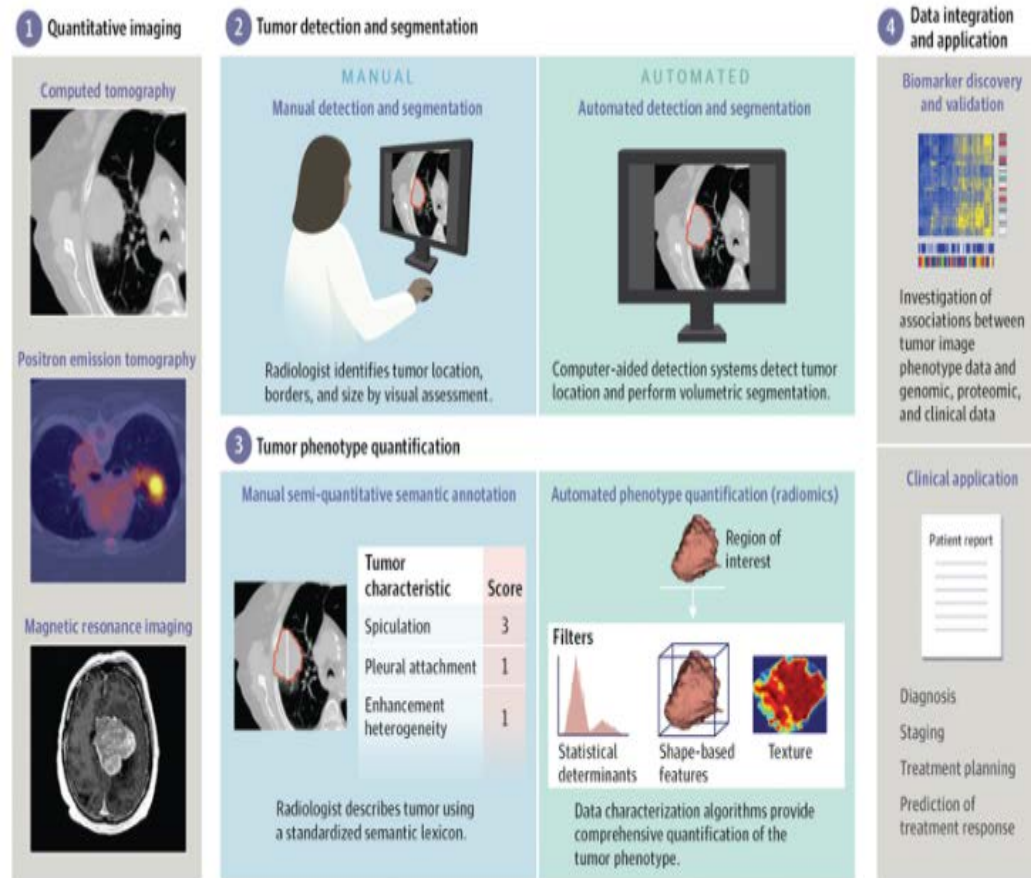 1 Quantitative imaging
Computed tomography
Positron emission tomography
Magnetic resonance imaging
2 Tumor detection and segmentation
MANUAL
Manual detection and segmentation
Radiologist identifies tumor location,
borders, and size by visual assessment.
AUTOMATED
Automated detection and segmentation
Computer-aided detection systems detect tumor
location and perform volumetric segmentation.
3 Tumor phenotype quantification
Manual semi-quantitative semantic annotation
Tumor
characteristic Score
Spiculation 3
Pleural attachment 1
Enhancement
heterogeneity 1
Radiologist describes tumor using
a standardized semantic lexicon.
Automated phenotype quantification (radiomics)
Region of
interest
Filters
Statistical
determinants
Shape-based
features
Texture
Data characterization algorithms provide
comprehensive quantification of the
tumor phenotype.
4 Data integration
and application
Biomarker discovery
and validation
Investigation of
associations between
tumor image
phenotype data and
genomic, proteomic,
and clinical data
Clinical application
Patient report
Diagnosis
Staging
Treatment planning
Prediction of
treatment response